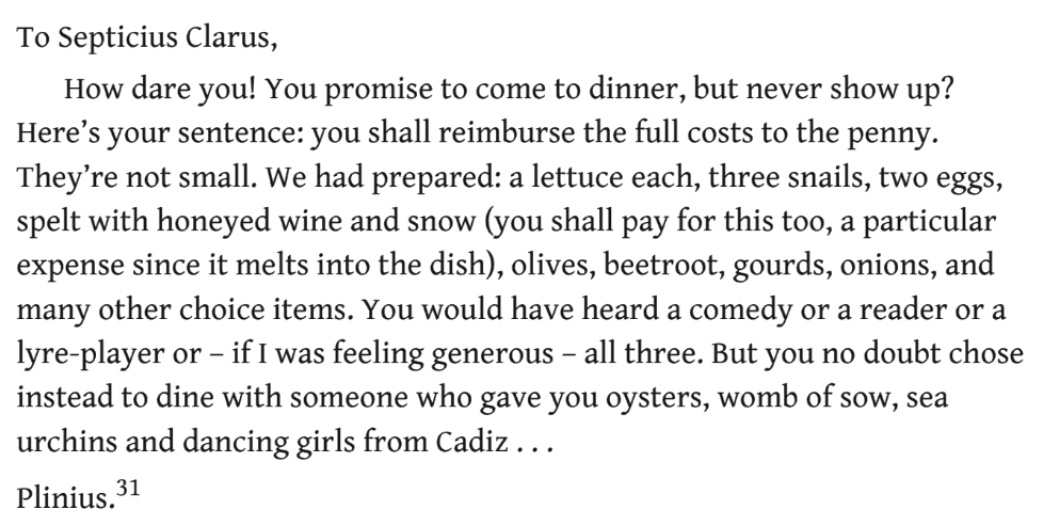 To Septicius Clarus,
How dare you! You promise to come to dinner, but never show up?
Here’s your sentence: you shall reimburse the full costs to the penny.
They’re not small. We had prepared: a lettuce each, three snails, two eggs,
spelt with honeyed wine and snow (you shall pay for this too, a particular
expense since it melts into the dish), olives, beetroot, gourds, onions, and
many other choice items. You would have heard a comedy or a reader or a
lyre-player or – if I was feeling generous – all three. But you no doubt chose
instead to dine with someone who gave you oysters, womb of sow, sea
urchins and dancing girls from Cadiz . . .
Plinius.31